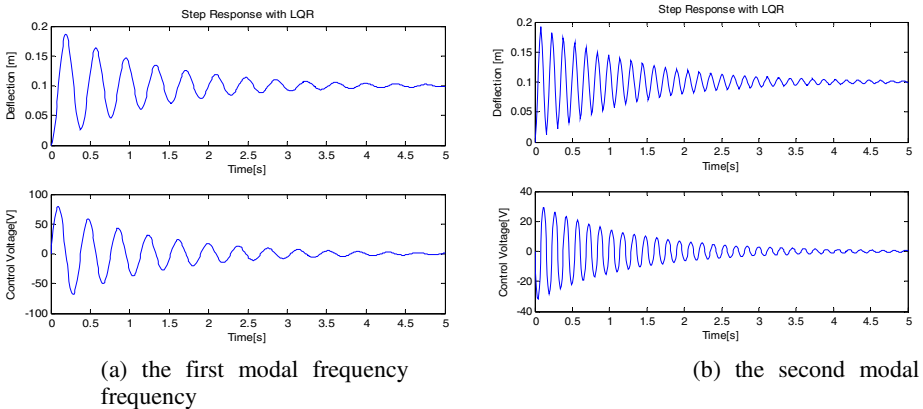 Step Response with LQR
0.2
0.15
0.1
0.05
0
Deflection [m]
0 0.5 1 1.5 2 2.5 3 3.5 4 4.5 5
Time[s]
100
50
0
-50
-100
Control Voltage[V]
0 0.5 1 1.5 2 2.5 3 3.5 4 4.5 5
Time[s]
(a) the first modal frequency
frequency
Step Response with LQR
0.2
0.15
0.1
0.05
0
Deflection [m]
0 0.5 1 1.5 2 2.5 3 3.5 4 4.5 5
Time[s]
40
20
0
-20
-40
Control Voltage[V]
0 0.5 1 1.5 2 2.5 3 3.5 4 4.5 5
Time[s]
(b) the second modal